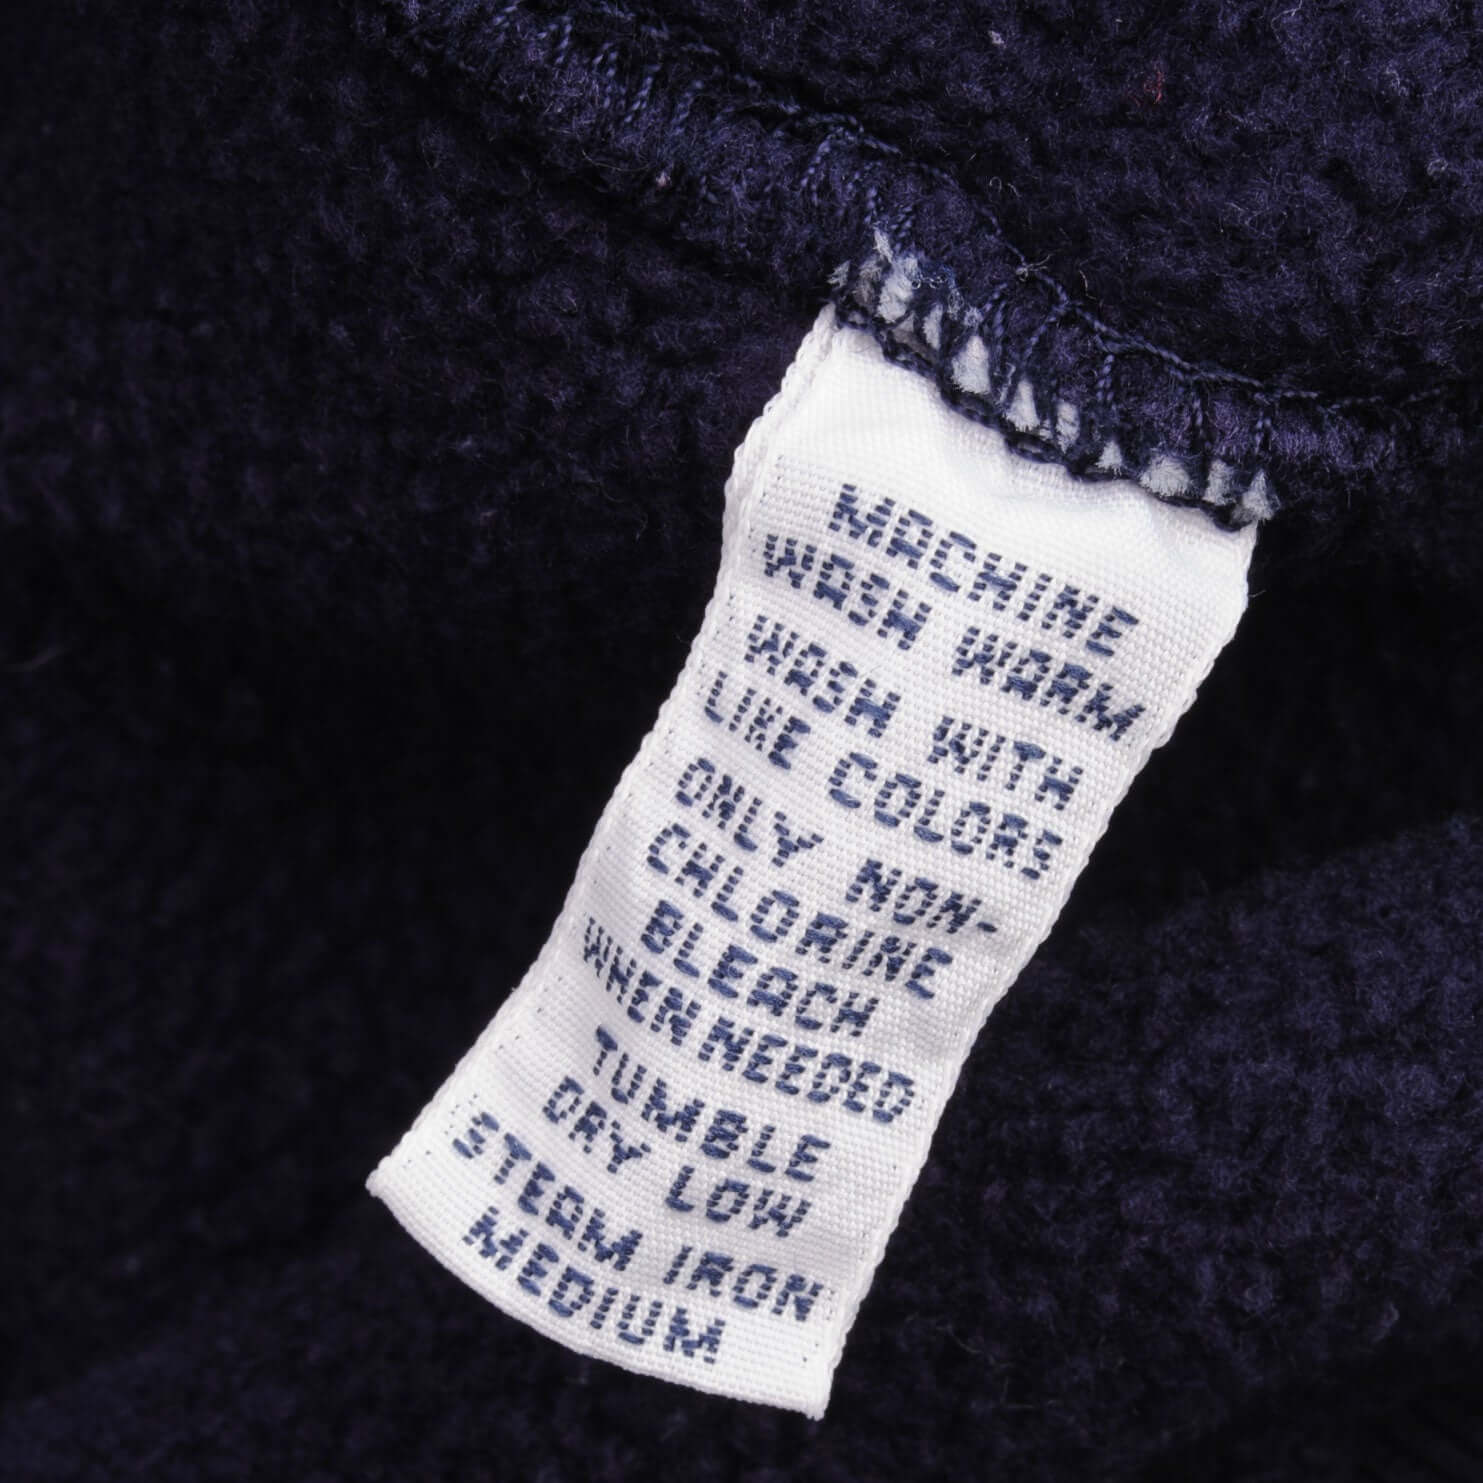 MACHINE
WASH WARM
WASH WITH
LIKE COLORS
ONLY NON-
CHLORINE
BLEACH
WHEN NEEDED
TUMBLE
DRY LOW
STEAM IRON
MEDIUM